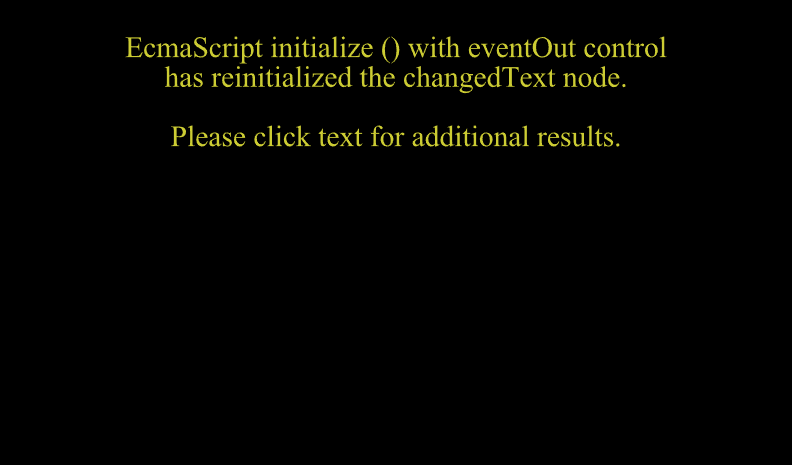 EcmaScript initialize () with eventOut control
has reinitialized the changedText node.
Please click text for additional results.